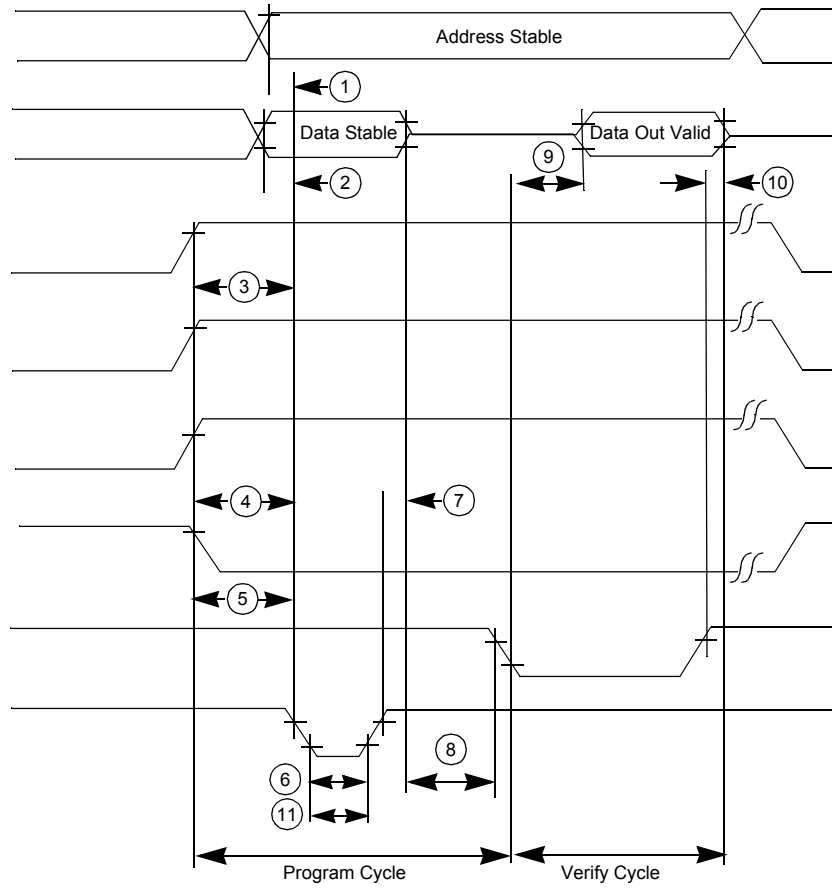 Address Stable
1
Data Stable
Data Out Valid
9
2
10
3
4
7
5
8
6
11
Program Cycle
Verify Cycle